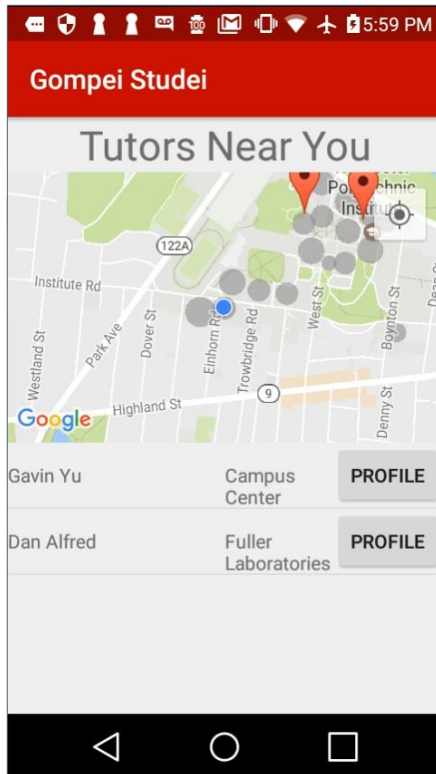 5:59 PM
Gompei Studei
Tutors Near You
Polytechnic
Institute
122A
Institute Rd
Westland St
Park Ave
Dover St
Einhorn Rd
Trowbridge Rd
West St
Boynton St
Dean St
Denny St
9
Highland St
Google
Gavin Yu
Campus
Center
PROFILE
Dan Alfred
Fuller
Laboratories
PROFILE